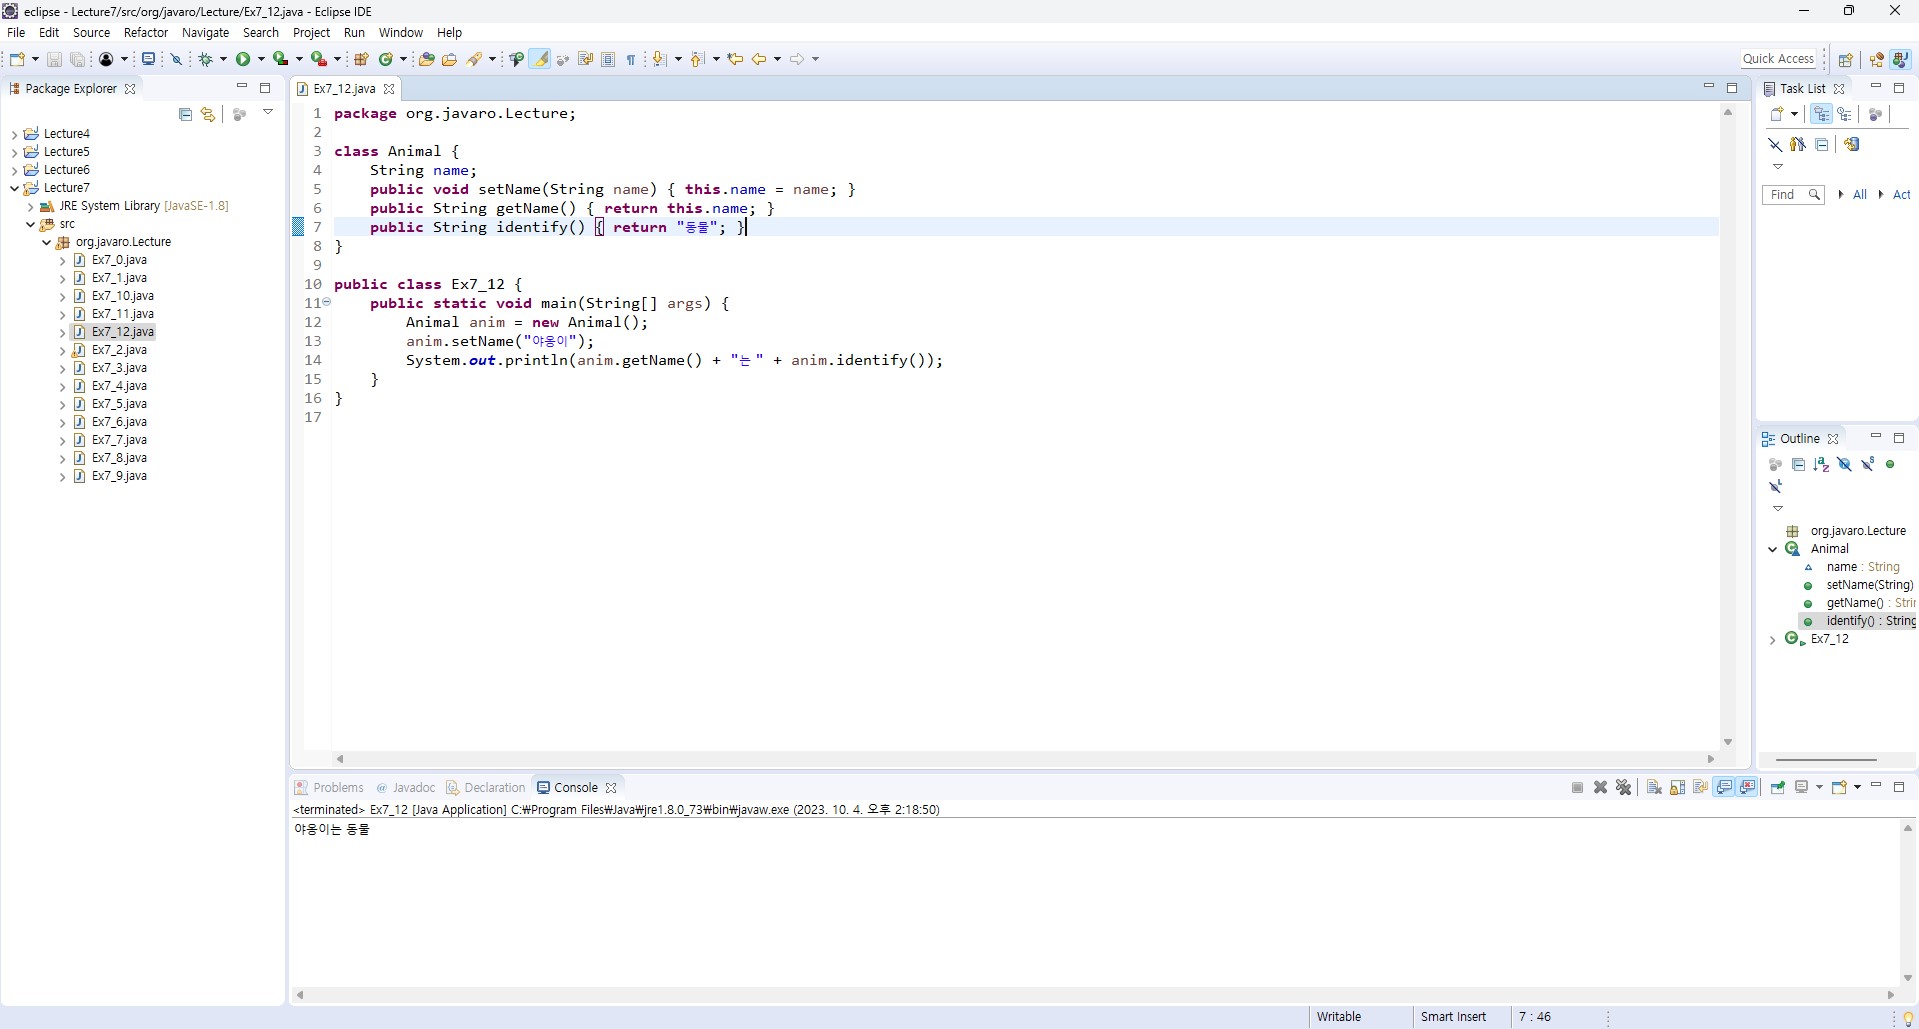 eclipse - Lecture7/src/org/javaro/Lecture/Ex7_12.java - Eclipse IDE
File Edit Source Refactor Navigate Search Project Run Window Help
Quick Access
Package Explorer
Lecture4
Lecture5
Lecture6
Lecture7
JRE System Library [JavaSE-1.8]
src
org.javaro.Lecture
Ex7_0.java
Ex7_1.java
Ex7_10.java
Ex7_11.java
Ex7_12.java
Ex7_2.java
Ex7_3.java
Ex7_4.java
Ex7_5.java
Ex7_6.java
Ex7_7.java
Ex7_8.java
Ex7_9.java
Ex7_12.java
1 package org.javaro.Lecture;
2
3 class Animal {
4 String name;
5 public void setName(String name) { this.name = name; }
6 public String getName() { return this.name; }
7 public String identify() { return "동물"; }
8 }
9
10 public class Ex7_12 {
11 public static void main(String[] args) {
12 Animal anim = new Animal();
13 anim.setName("야옹이");
14 System.out.println(anim.getName() + "는 " + anim.identify());
15 }
16 }
17
Task List
Find All Act
Outline
org.javaro.Lecture
Animal
name : String
setName(String)
getName() : Strir
identify() : String
Ex7_12
Problems @ Javadoc Declaration Console
<terminated> Ex7_12 [Java Application] C:₩Program Files₩Java₩jre1.8.0_73₩bin₩javaw.exe (2023. 10. 4. 오후 2:18:50)
야옹이는 동물
Writable Smart Insert 7 : 46